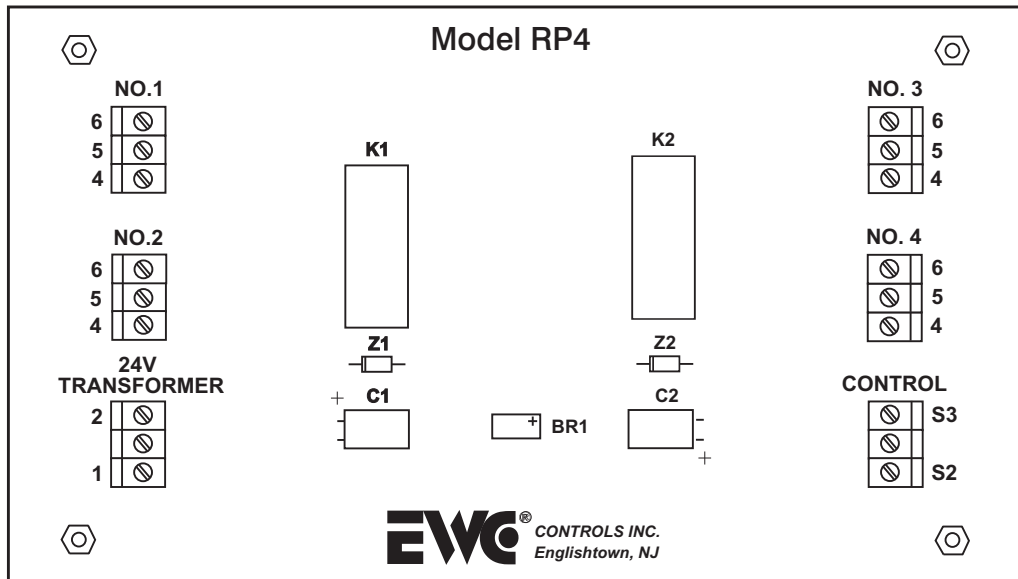 Model RP4
NO.1
6
5
4
NO. 3
6
5
4
K1
K2
NO.2
6
5
4
NO. 4
6
5
4
Z1
Z2
24V
TRANSFORMER
2
1
+
C1
+
BR1
C2
+
CONTROL
S3
S2
EWC® CONTROLS INC.
Englishtown, NJ